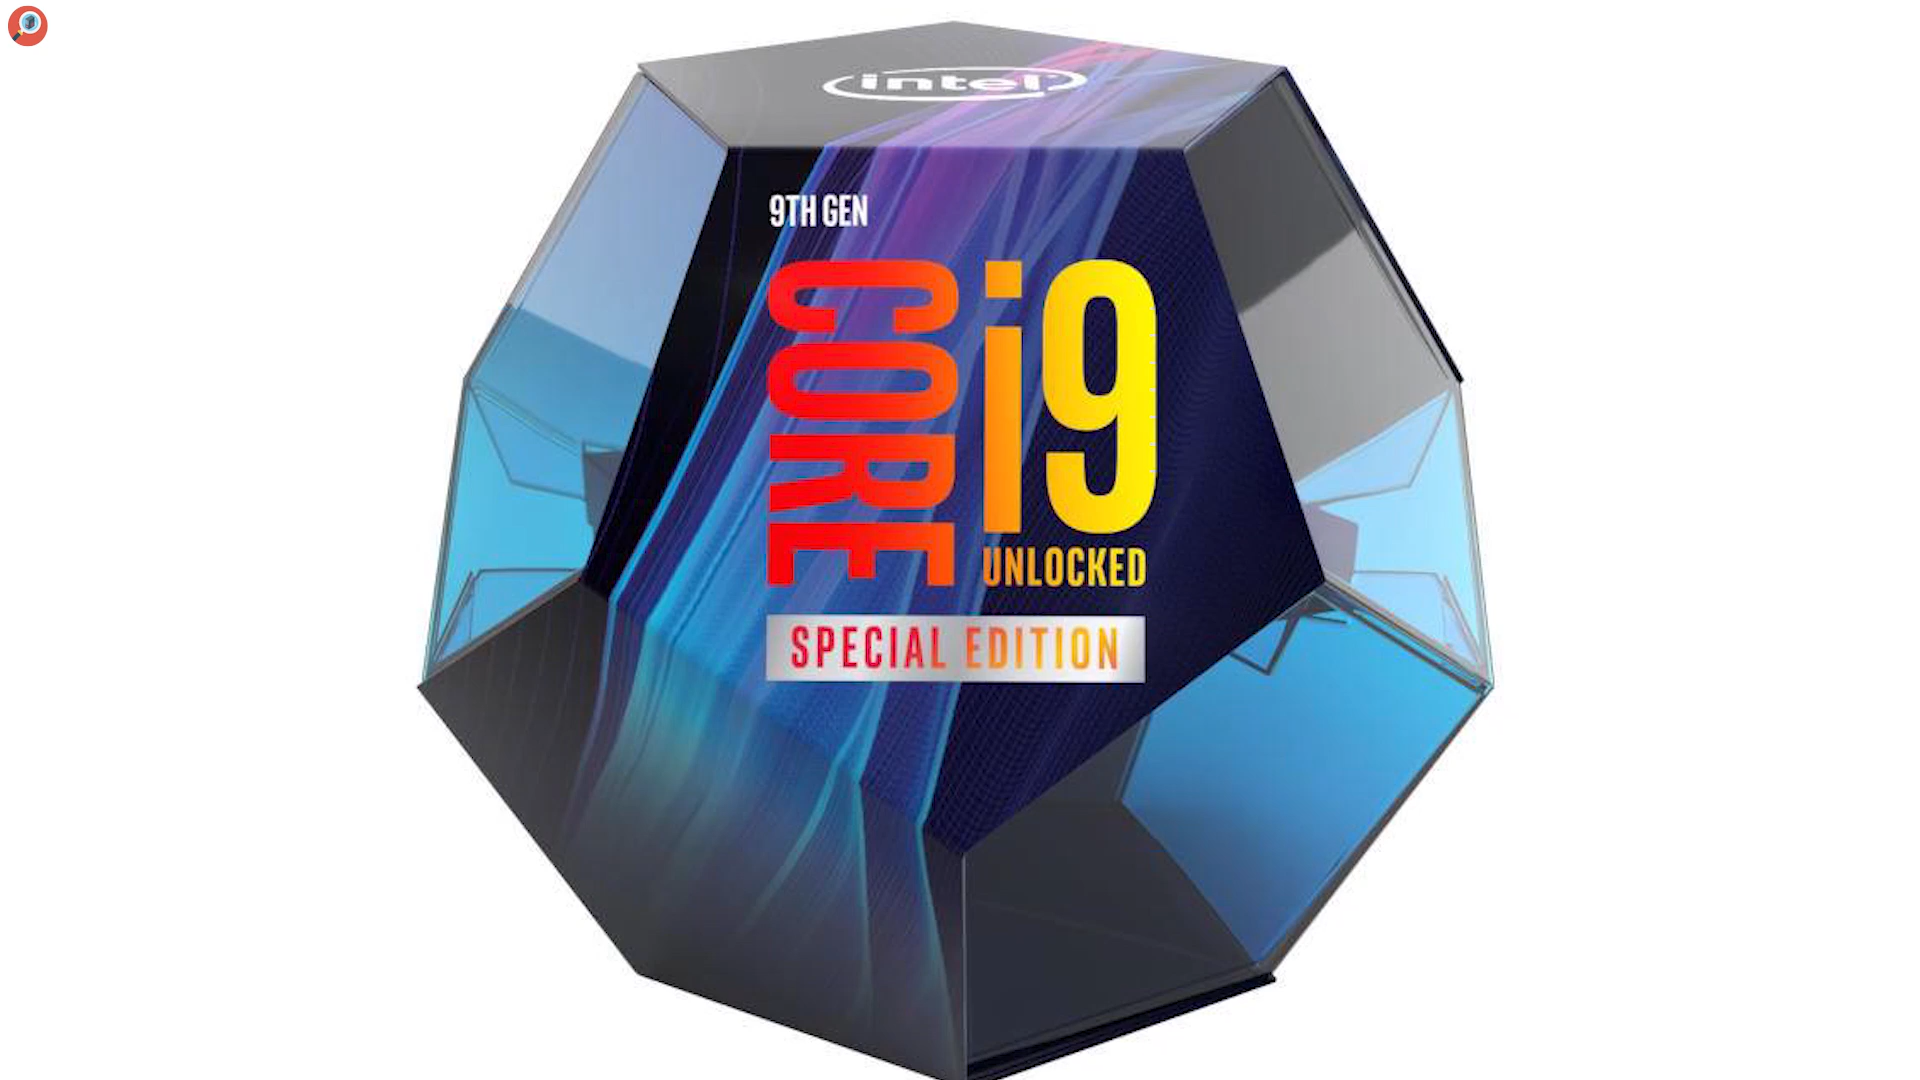 intel
9TH GEN
CORE i9
UNLOCKED
SPECIAL EDITION